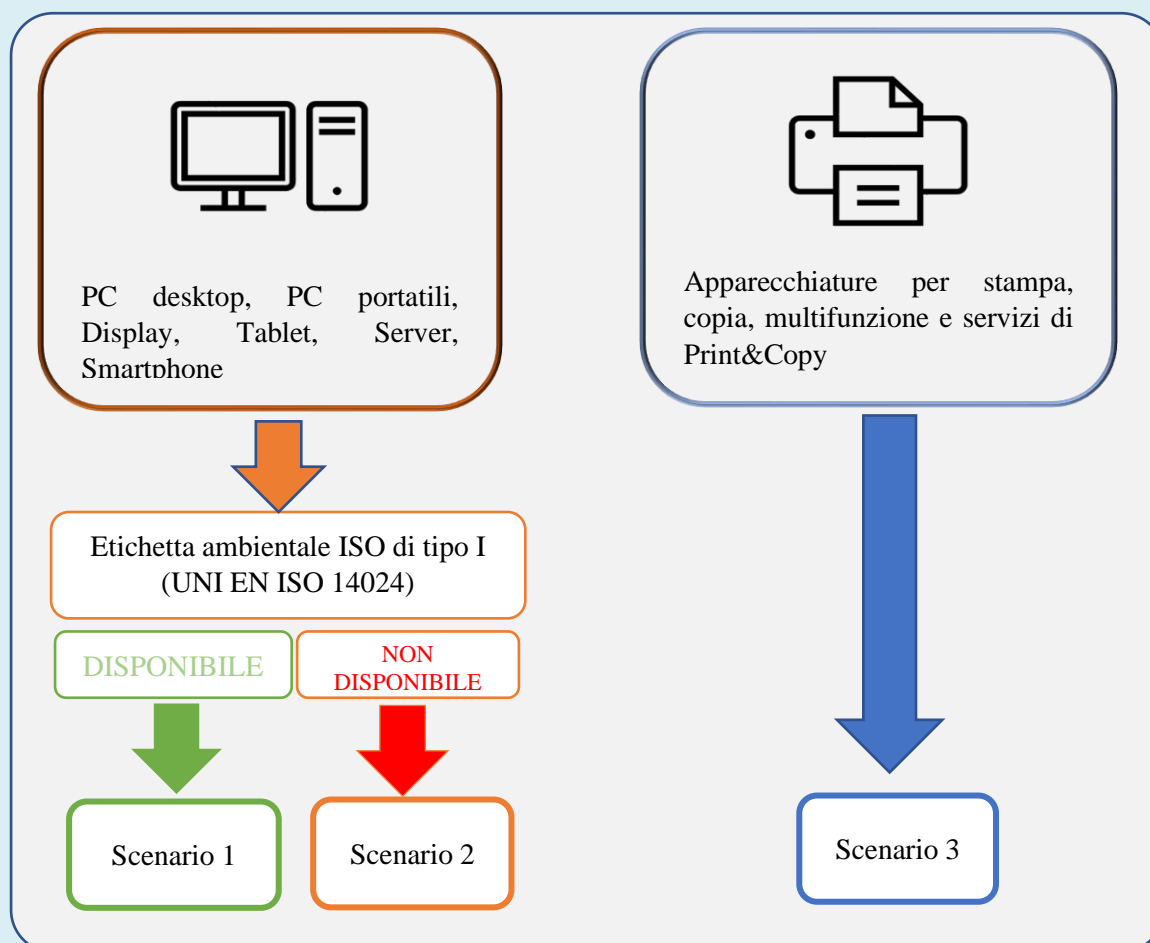 PC desktop, PC portatili,
Display, Tablet, Server,
Smartphone
Apparecchiature per stampa,
copia, multifunzione e servizi di
Print&Copy
Etichetta ambientale ISO di tipo I
(UNI EN ISO 14024)
DISPONIBILE
NON
DISPONIBILE
Scenario 1
Scenario 2
Scenario 3